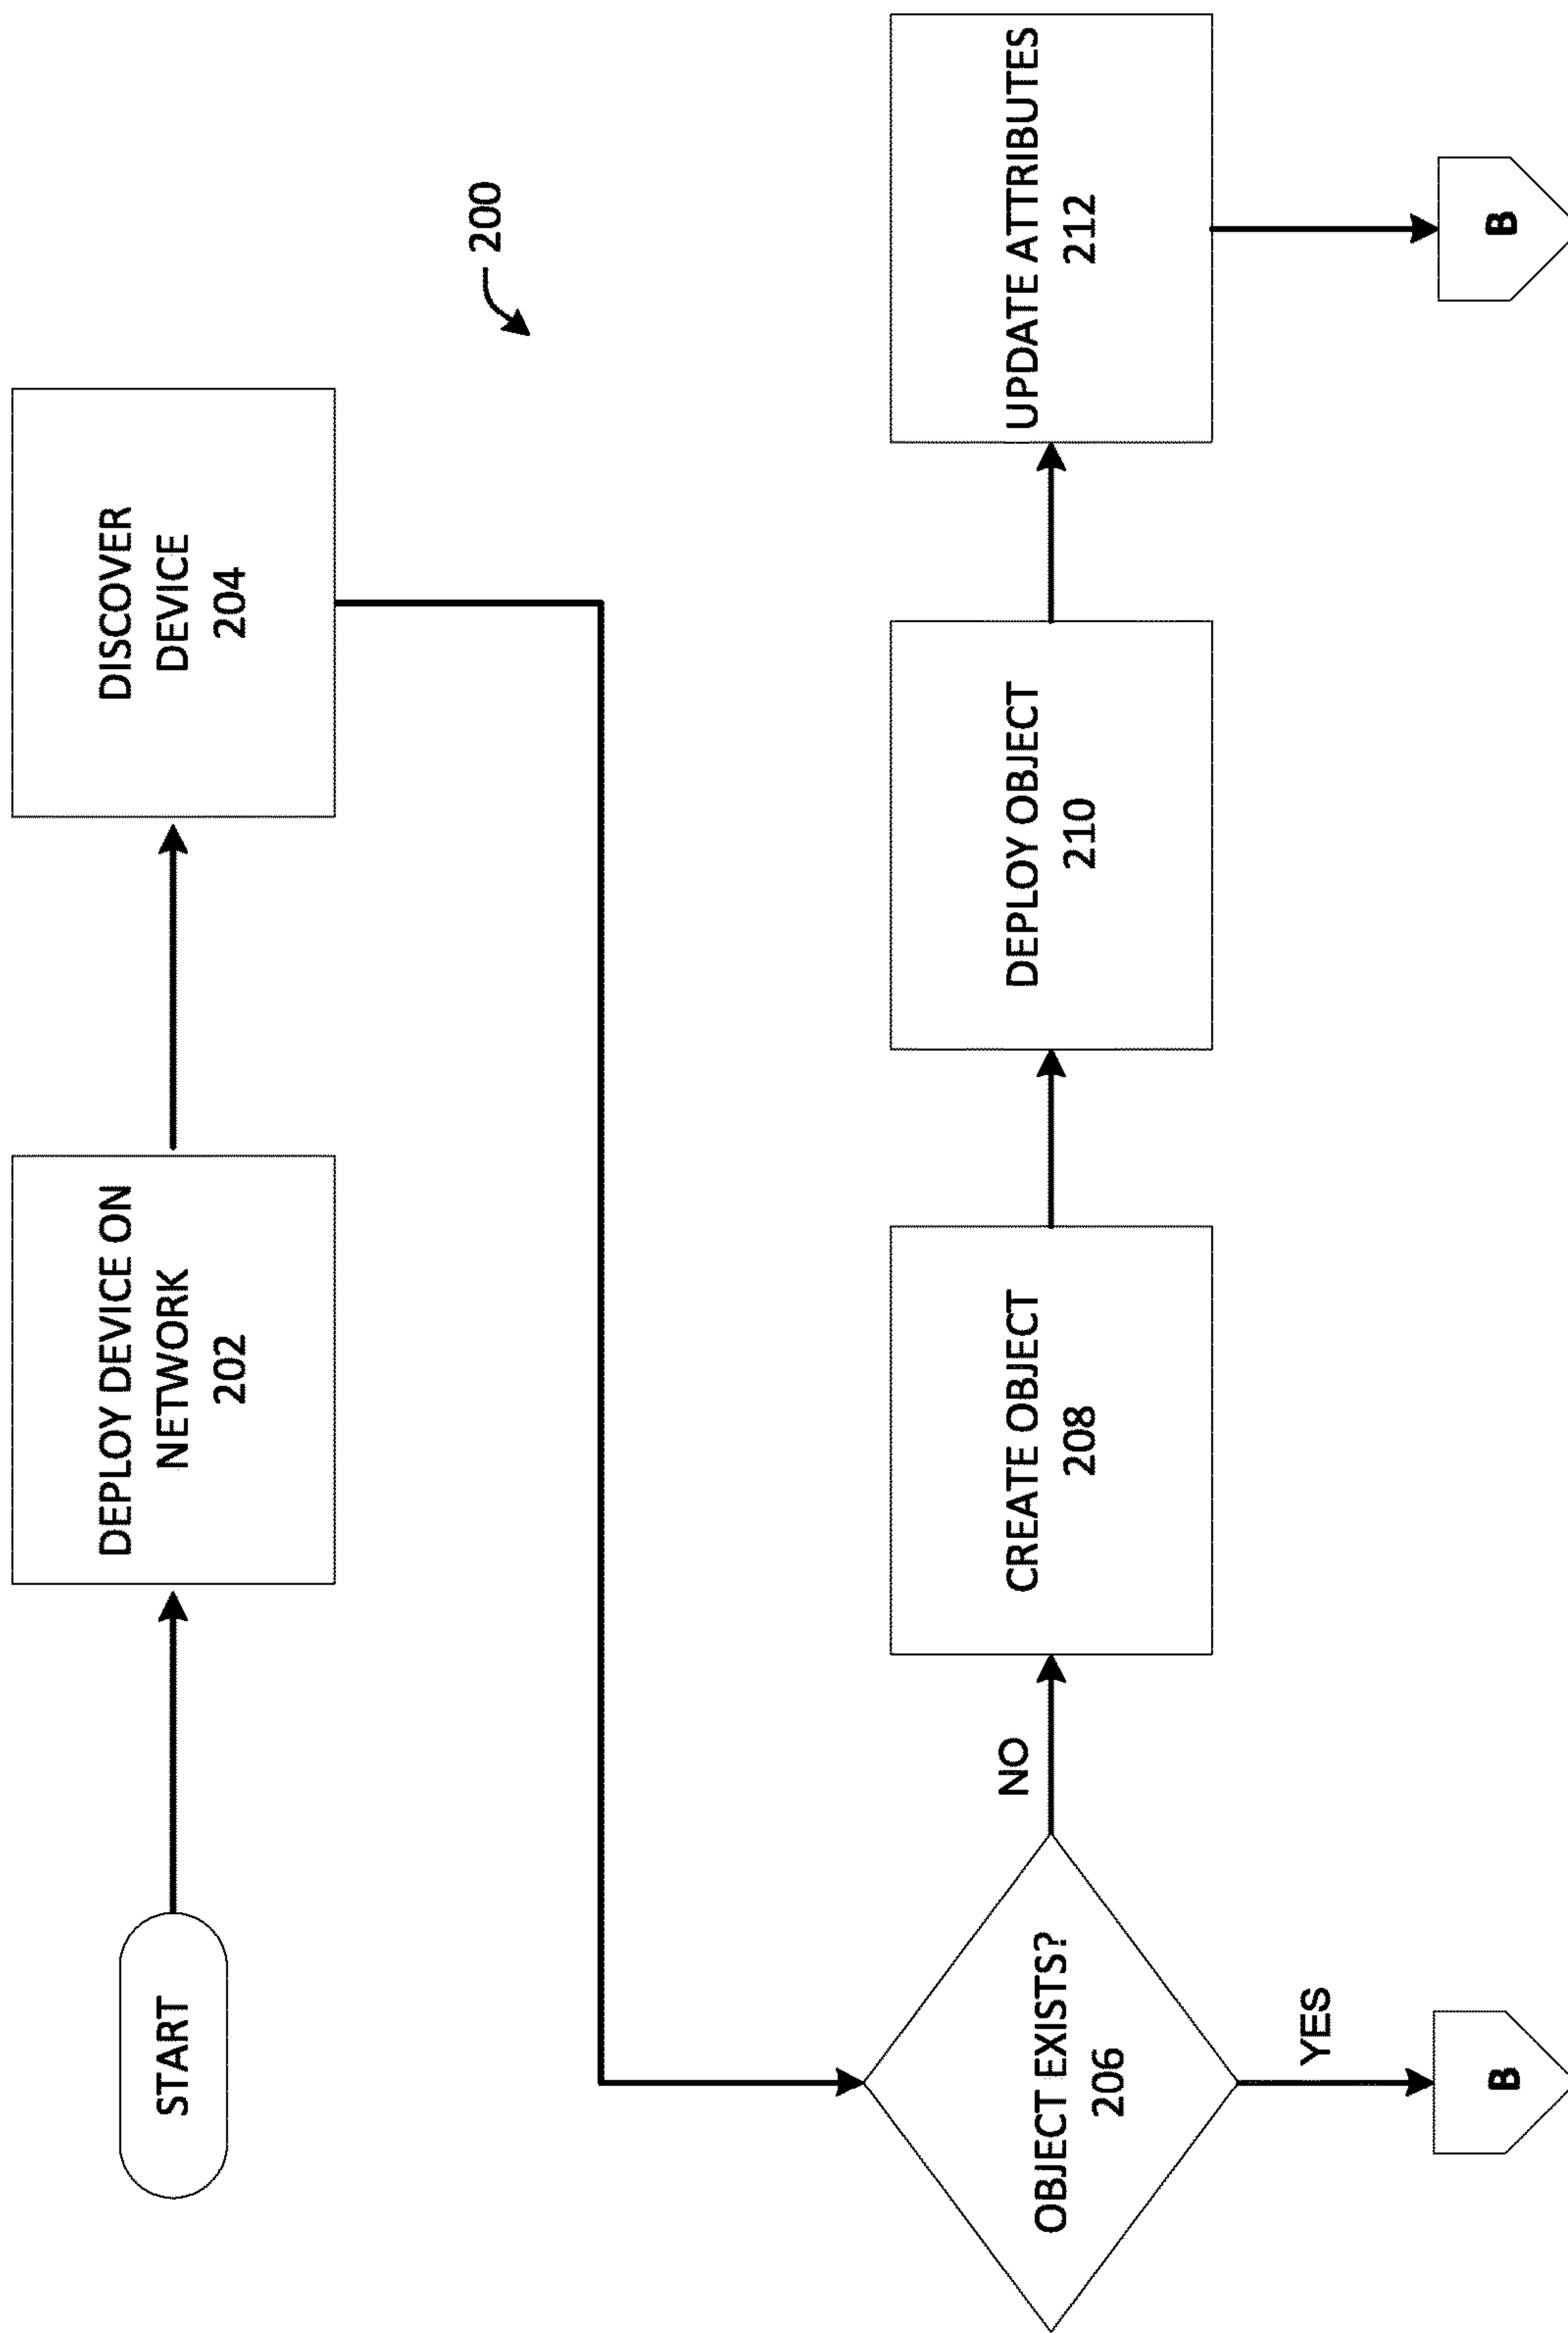 START
DEPLOY DEVICE ON
NETWORK
202
DISCOVER
DEVICE
204
200
OBJECT EXISTS?
206
NO
YES
CREATE OBJECT
208
DEPLOY OBJECT
210
UPDATE ATTRIBUTES
212
B
B